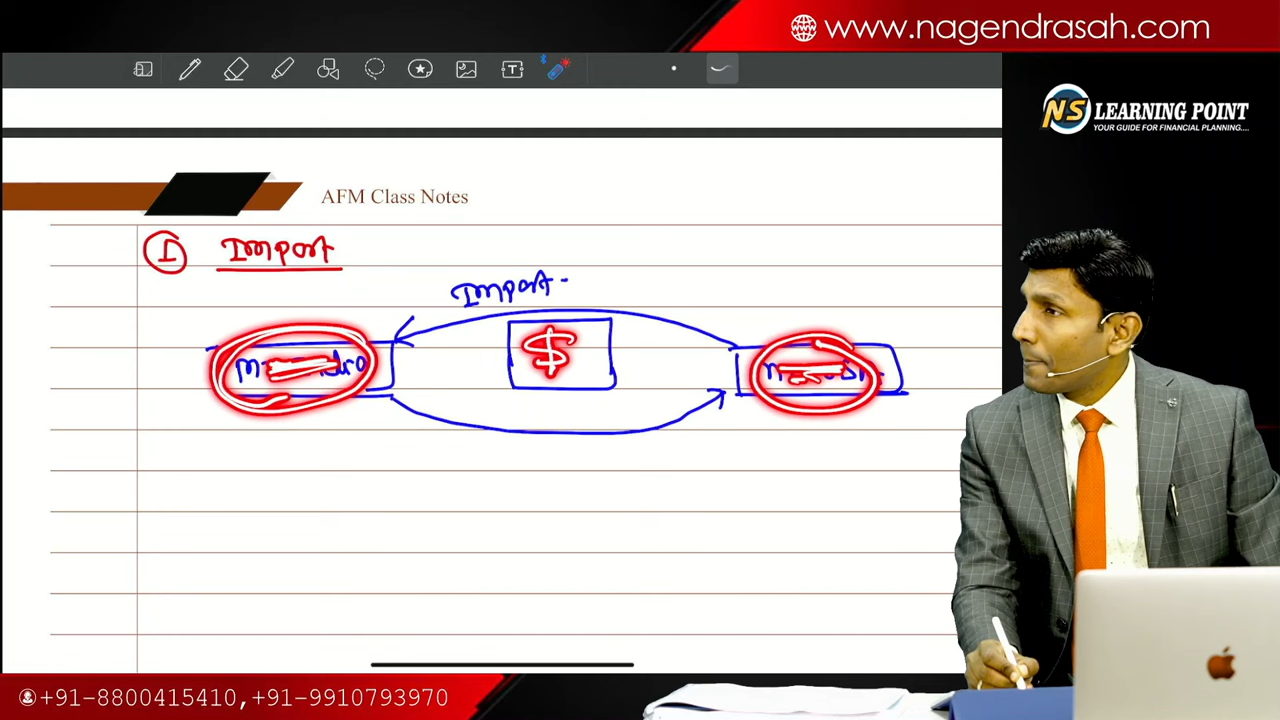 www.nagendrasah.com
NS LEARNING POINT
YOUR GUIDE FOR FINANCIAL PLANNING....
AFM Class Notes
I Import
Import
$
+91-8800415410,+91-9910793970